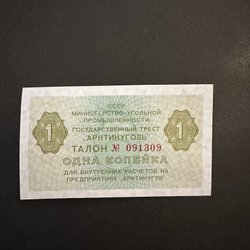 СССР
МИНИСТЕРСТВО УГОЛЬНОЙ
ПРОМЫШЛЕННОСТИ
ГОСУДАРСТВЕННЫЙ ТРЕСТ
"АРКТИКУГОЛЬ"
1 ТАЛОН № 091309 1
ОДНА КОПЕЙКА
ДЛЯ ВНУТРЕННИХ РАСЧЕТОВ НА
ПРЕДПРИЯТИЯХ "АРКТИКУГЛЯ"